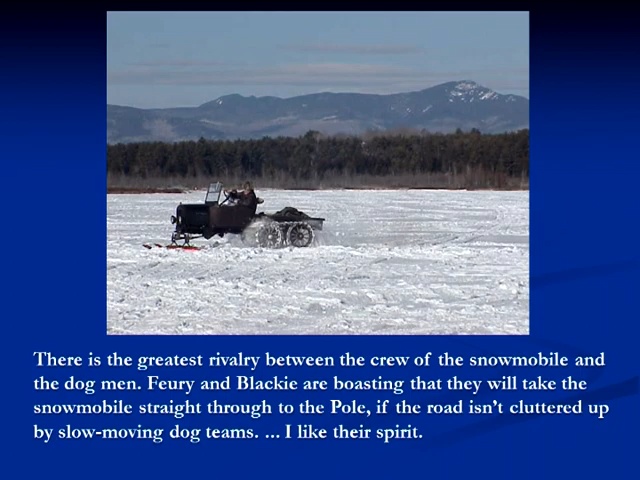 There is the greatest rivalry between the crew of the snowmobile and
the dog men. Feury and Blackie are boasting that they will take the
snowmobile straight through to the Pole, if the road isn't cluttered up
by slow-moving dog teams. ... I like their spirit.